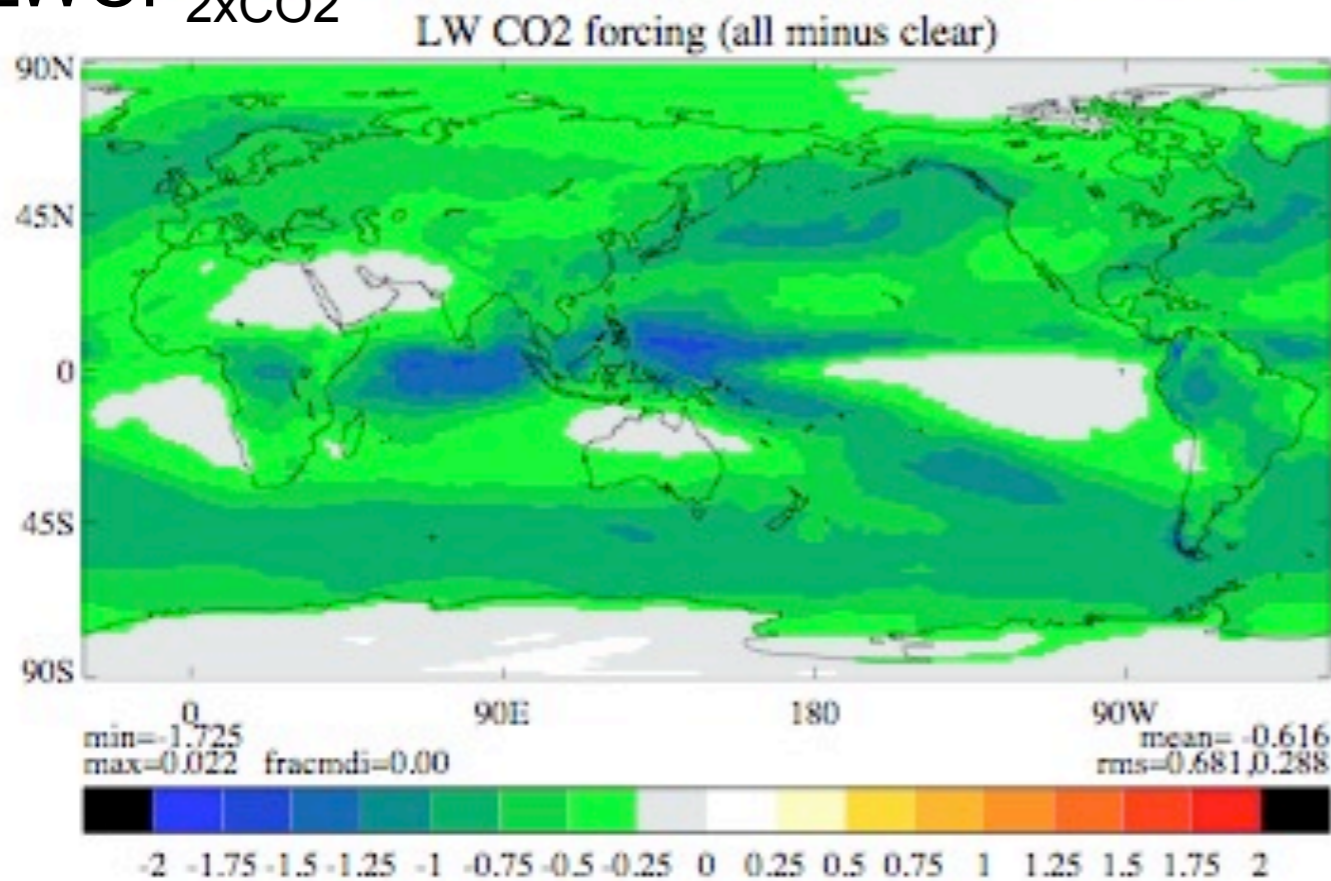 2xCO2
LW CO2 forcing (all minus clear)
90N
45N
0
45S
90S
0 90E 180 90W
min=-1.725 mean= -0.616
max=0.022 fracmdi=0.00 rms=0.681,0.288
-2 -1.75 -1.5 -1.25 -1 -0.75 -0.5 -0.25 0 0.25 0.5 0.75 1 1.25 1.5 1.75 2